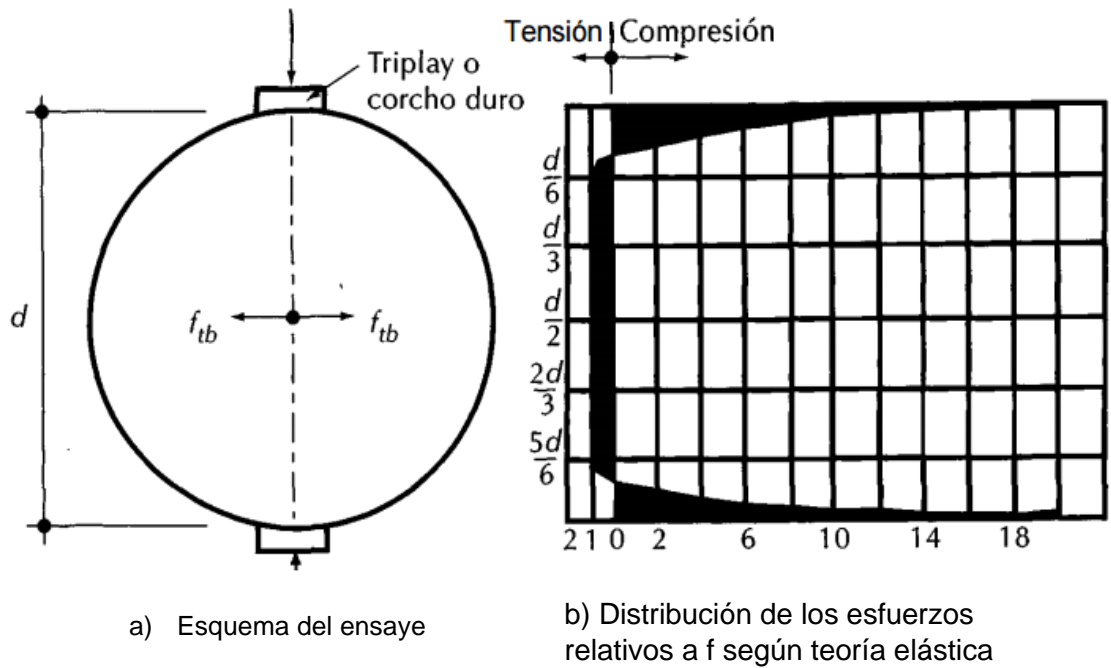 Triplay o
corcho duro
d
f_tb
f_tb
a) Esquema del ensaye
Tensión
Compresión
d/6
d/3
d/2
2d/3
5d/6
2 1 0 2 6 10 14 18
b) Distribución de los esfuerzos
relativos a f según teoría elástica